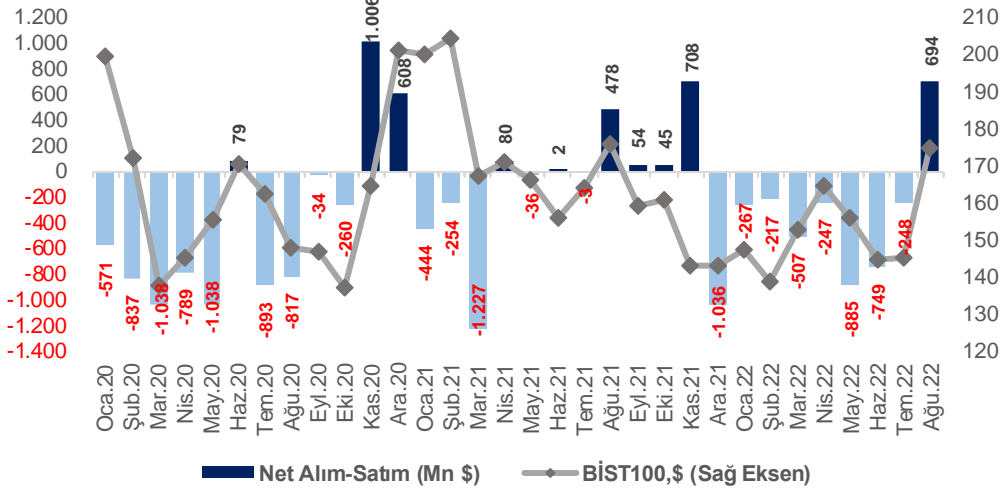 1.200
1.000
800
600
400
200
0
-200
-400
-600
-800
-1.000
-1.200
-1.400
210
200
190
180
170
160
150
140
130
120
-571
-837
-1.038
-789
-1.038
79
-893
-817
-34
-260
1.006
608
-444
-254
-1.227
80
-36
2
-3
478
54
45
708
-1.036
-267
-217
-507
-247
-885
-749
-248
694
Oca.20
Şub.20
Mar.20
Nis.20
May.20
Haz.20
Tem.20
Ağu.20
Eyl.20
Eki.20
Kas.20
Ara.20
Oca.21
Şub.21
Mar.21
Nis.21
May.21
Haz.21
Tem.21
Ağu.21
Eyl.21
Eki.21
Kas.21
Ara.21
Oca.22
Şub.22
Mar.22
Nis.22
May.22
Haz.22
Tem.22
Ağu.22
Net Alım-Satım (Mn $)
BİST100,$ (Sağ Eksen)